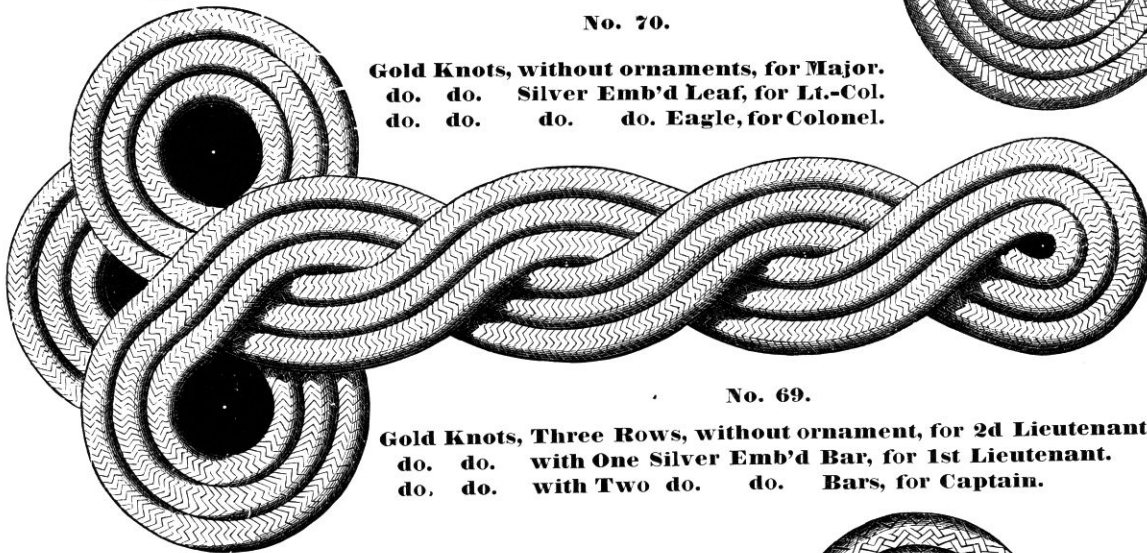 No. 70.
Gold Knots, without ornaments, for Major.
do. do. Silver Emb'd Leaf, for Lt.-Col.
do. do. do. do. Eagle, for Colonel.
No. 69.
Gold Knots, Three Rows, without ornament, for 2d Lieutenant
do. do. with One Silver Emb'd Bar, for 1st Lieutenant.
do. do. with Two do. do. Bars, for Captain.